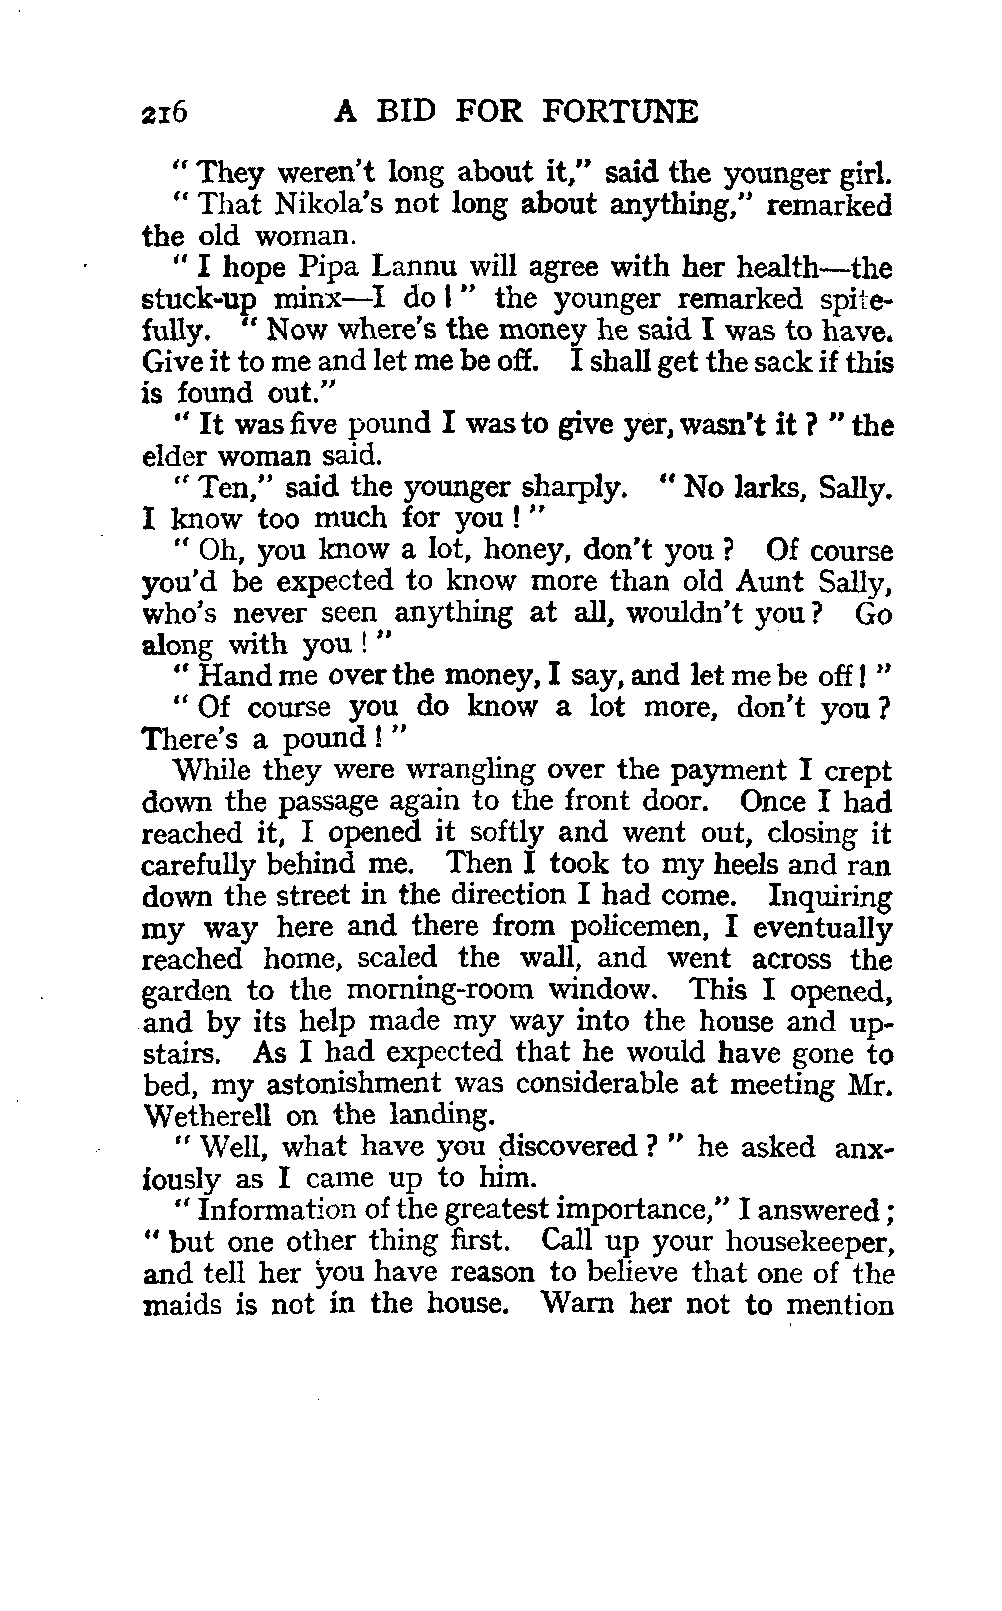 216 A BID FOR FORTUNE
" They weren't long about it," said the younger girl.
" That Nikola's not long about anything," remarked
the old woman.
" I hope Pipa Lannu will agree with her health—the
stuck-up minx—I do ! " the younger remarked spite-
fully. " Now where's the money he said I was to have.
Give it to me and let me be off. I shall get the sack if this
is found out."
" It was five pound I was to give yer, wasn't it ? " the
elder woman said.
" Ten," said the younger sharply. " No larks, Sally.
I know too much for you ! "
" Oh, you know a lot, honey, don't you ? Of course
you'd be expected to know more than old Aunt Sally,
who's never seen anything at all, wouldn't you ? Go
along with you ! "
" Hand me over the money, I say, and let me be off ! "
" Of course you do know a lot more, don't you ?
There's a pound ! "
While they were wrangling over the payment I crept
down the passage again to the front door. Once I had
reached it, I opened it softly and went out, closing it
carefully behind me. Then I took to my heels and ran
down the street in the direction I had come. Inquiring
my way here and there from policemen, I eventually
reached home, scaled the wall, and went across the
garden to the morning-room window. This I opened,
and by its help made my way into the house and up-
stairs. As I had expected that he would have gone to
bed, my astonishment was considerable at meeting Mr.
Wetherell on the landing.
" Well, what have you discovered ? " he asked anx-
iously as I came up to him.
" Information of the greatest importance," I answered ;
" but one other thing first. Call up your housekeeper,
and tell her you have reason to believe that one of the
maids is not in the house. Warn her not to mention